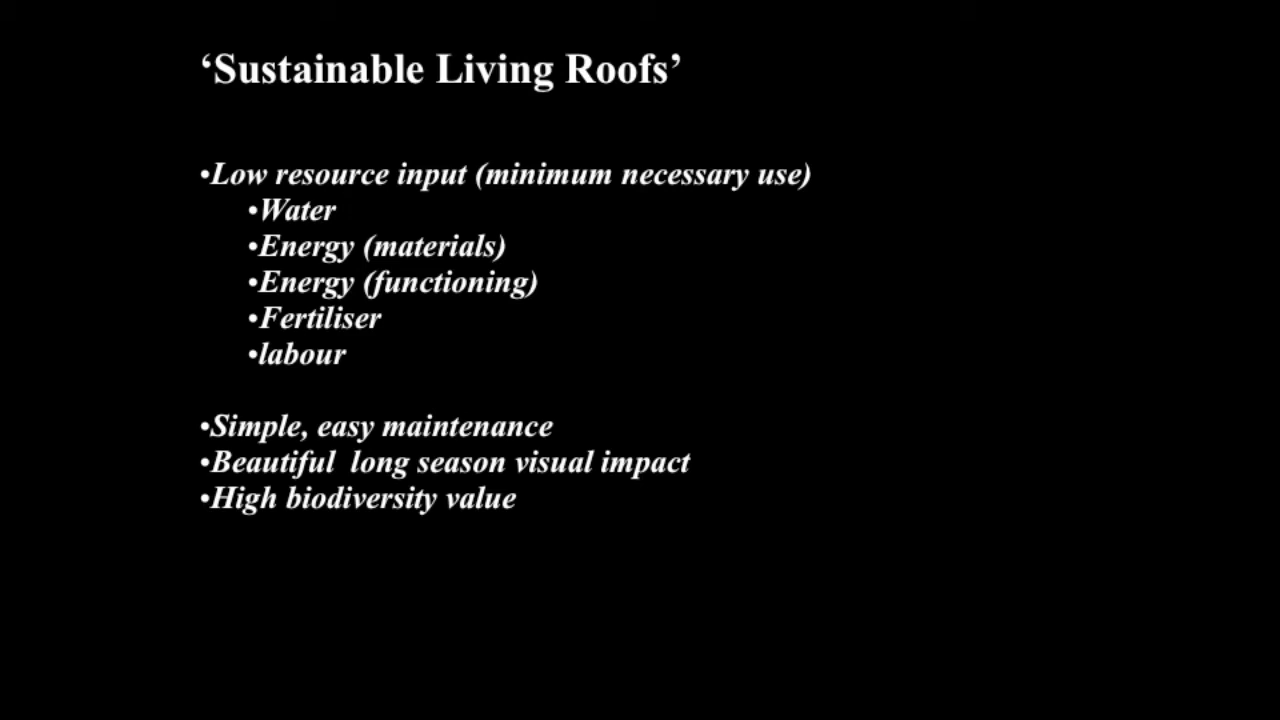 ‘Sustainable Living Roofs’
•Low resource input (minimum necessary use)
•Water
•Energy (materials)
•Energy (functioning)
•Fertiliser
•labour
•Simple, easy maintenance
•Beautiful  long season visual impact
•High biodiversity value